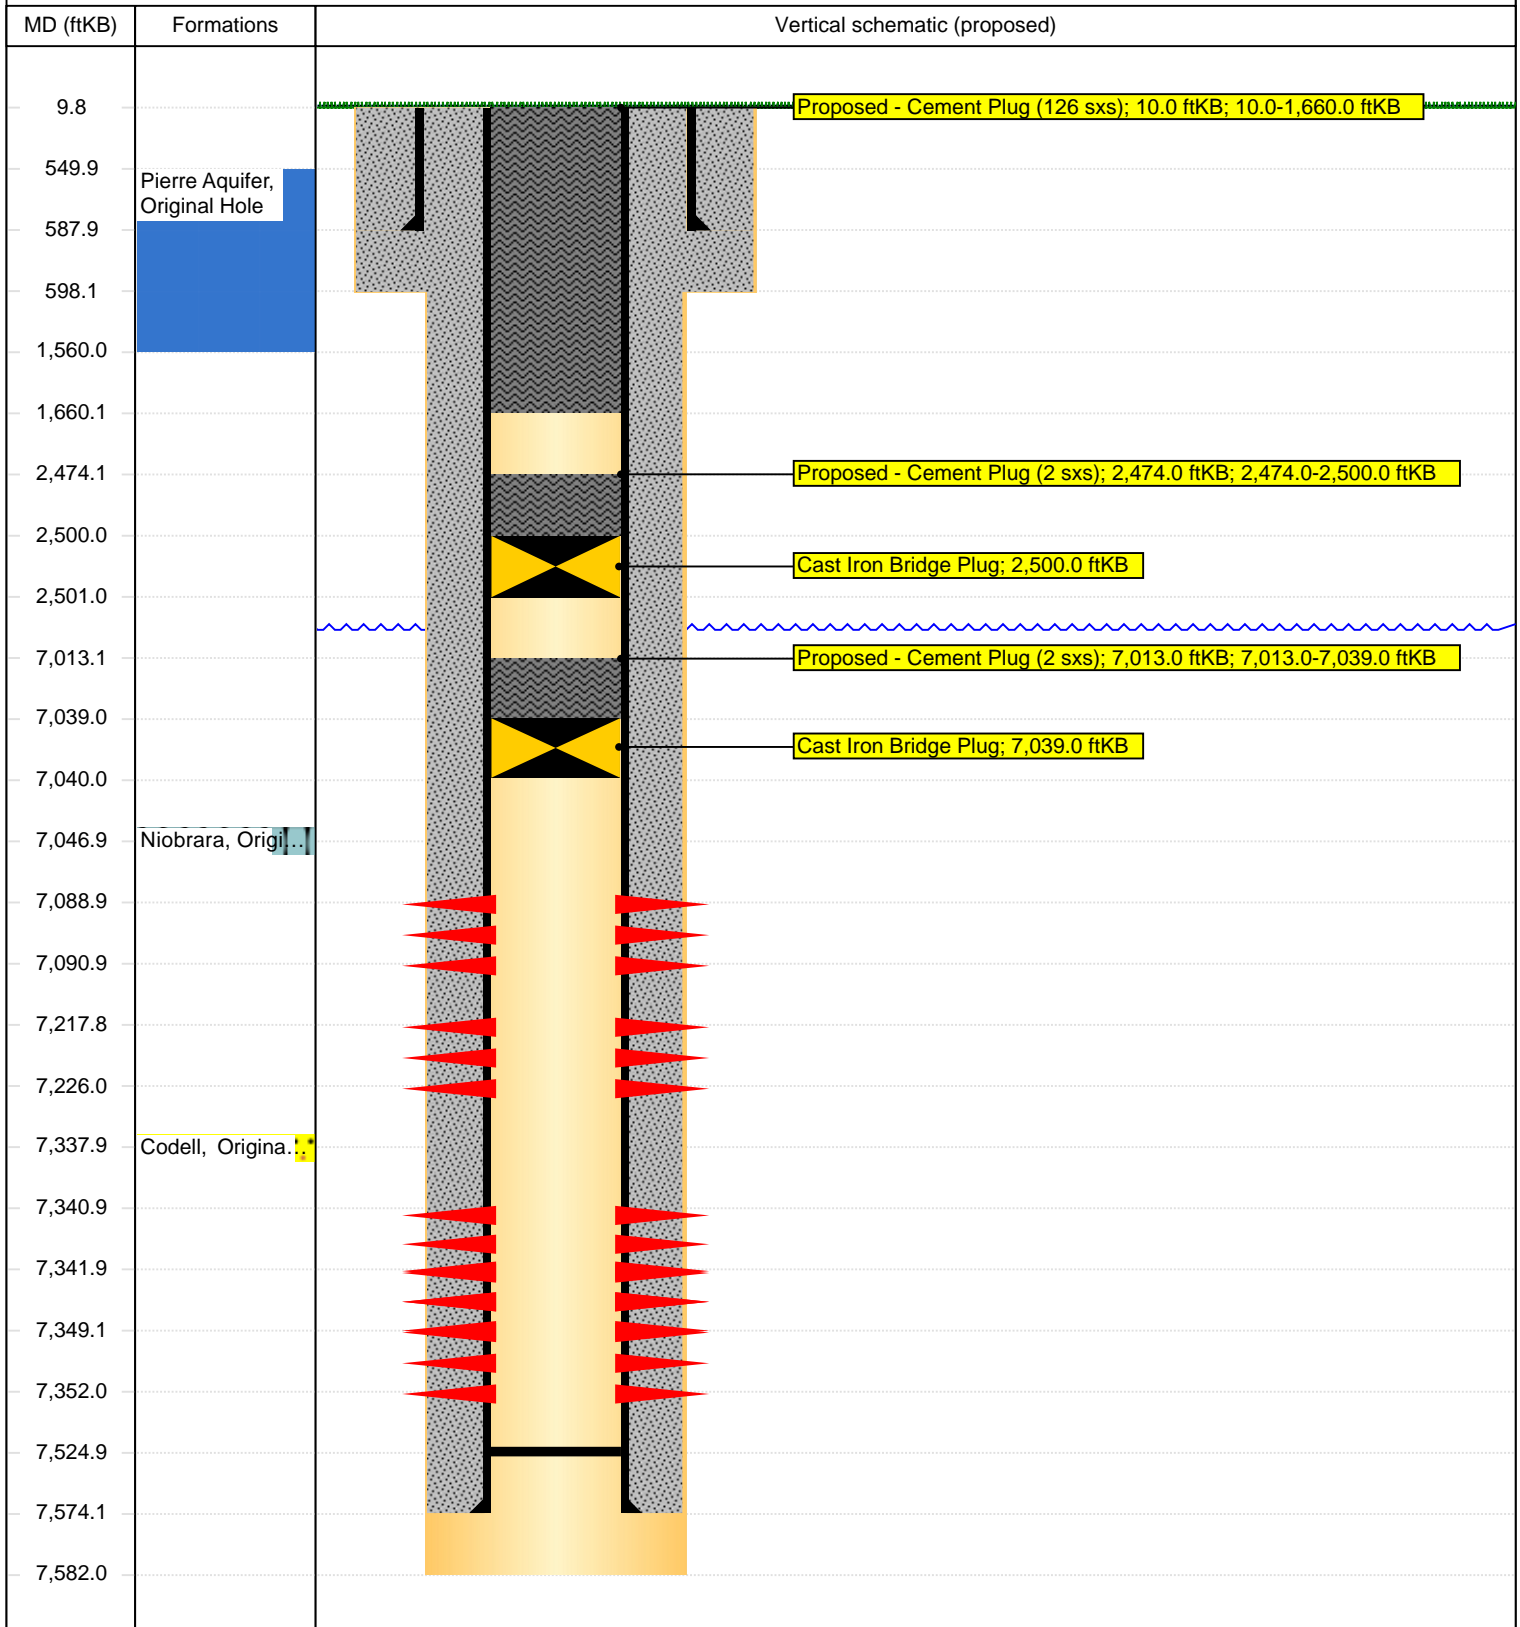 MD (ftKB) Formations Vertical schematic (proposed)
9.8 Proposed - Cement Plug (126 sxs); 10.0 ftKB; 10.0-1,660.0 ftKB
549.9
Pierre Aquifer,
Original Hole
587.9
598.1
1,560.0
1,660.1
2,474.1 Proposed - Cement Plug (2 sxs); 2,474.0 ftKB; 2,474.0-2,500.0 ftKB
2,500.0
Cast Iron Bridge Plug; 2,500.0 ftKB
2,501.0
7,013.1 Proposed - Cement Plug (2 sxs); 7,013.0 ftKB; 7,013.0-7,039.0 ftKB
7,039.0
Cast Iron Bridge Plug; 7,039.0 ftKB
7,040.0
7,046.9 Niobrara, Origi...
7,088.9
7,090.9
7,217.8
7,226.0
7,337.9 Codell, Origina...
7,340.9
7,341.9
7,349.1
7,352.0
7,524.9
7,574.1
7,582.0